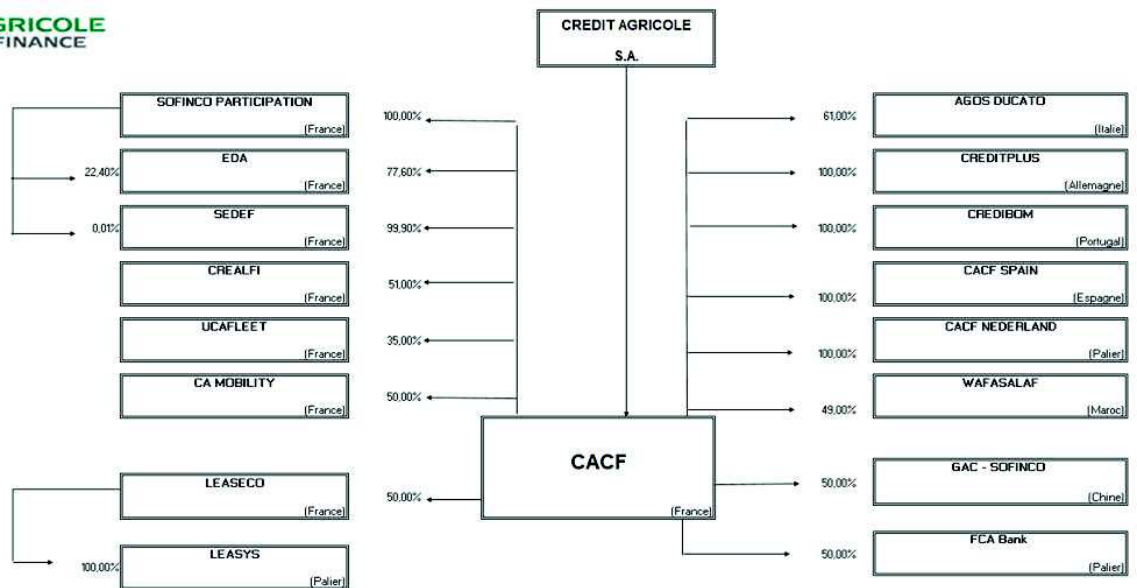 GRICOLE
FINANCE
CREDIT AGRICOLE
S.A.
SOFINCO PARTICIPATION
(France)
100,00%
22,40%
EDA
(France)
77,60%
0,01%
SEDEF
(France)
99,90%
CREALFI
(France)
51,00%
UCAFLEET
(France)
35,00%
CA MOBILITY
(France)
50,00%
LEASECO
(France)
50,00%
100,00%
LEASYS
(Palier)
CACF
(France)
61,00%
AGOS DUCATO
(Italie)
100,00%
CREDITPLUS
(Allemagne)
100,00%
CREDIBOM
(Portugal)
100,00%
CACF SPAIN
(Espagne)
100,00%
CACF NEDERLAND
(Palier)
49,00%
WAFASALAF
(Maroc)
50,00%
GAC - SOFINCO
(Chine)
50,00%
FCA Bank
(Palier)